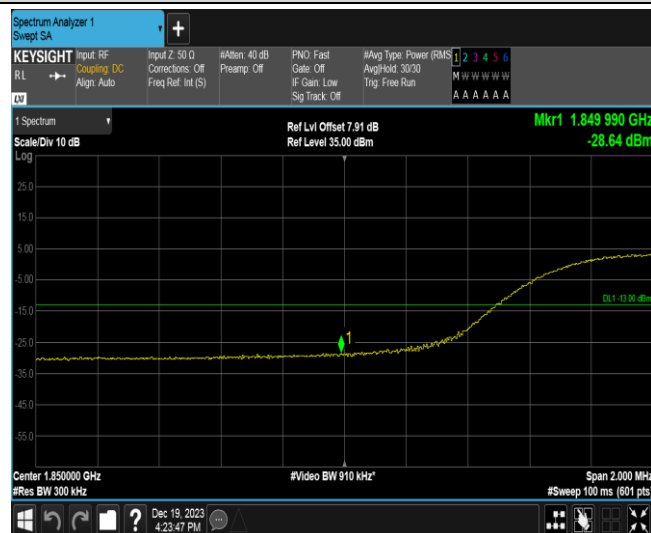 Spectrum Analyzer 1
Swept SA
+
KEYSIGHT
RL
LXI
Input: RF
Coupling: DC
Align: Auto
Input Z: 50 Ω
Corrections: Off
Freq Ref: Int (S)
#Atten: 40 dB
Preamp: Off
PNO: Fast
Gate: Off
IF Gain: Low
Sig Track: Off
#Avg Type: Power (RMS
Avg|Hold: 30/30
Trig: Free Run
1 2 3 4 5 6
M W W W W W
A A A A A A
1 Spectrum
Scale/Div 10 dB
Ref Lvl Offset 7.91 dB
Ref Level 35.00 dBm
Mkr1 1.849 990 GHz
-28.64 dBm
Log
25.0
15.0
5.00
-5.00
-15.0
-25.0
-35.0
-45.0
-55.0
DL1 -13.00 dBm
1
Center 1.850000 GHz
#Res BW 300 kHz
#Video BW 910 kHz*
Span 2.000 MHz
#Sweep 100 ms (601 pts)
?
Dec 19, 2023
4:23:47 PM